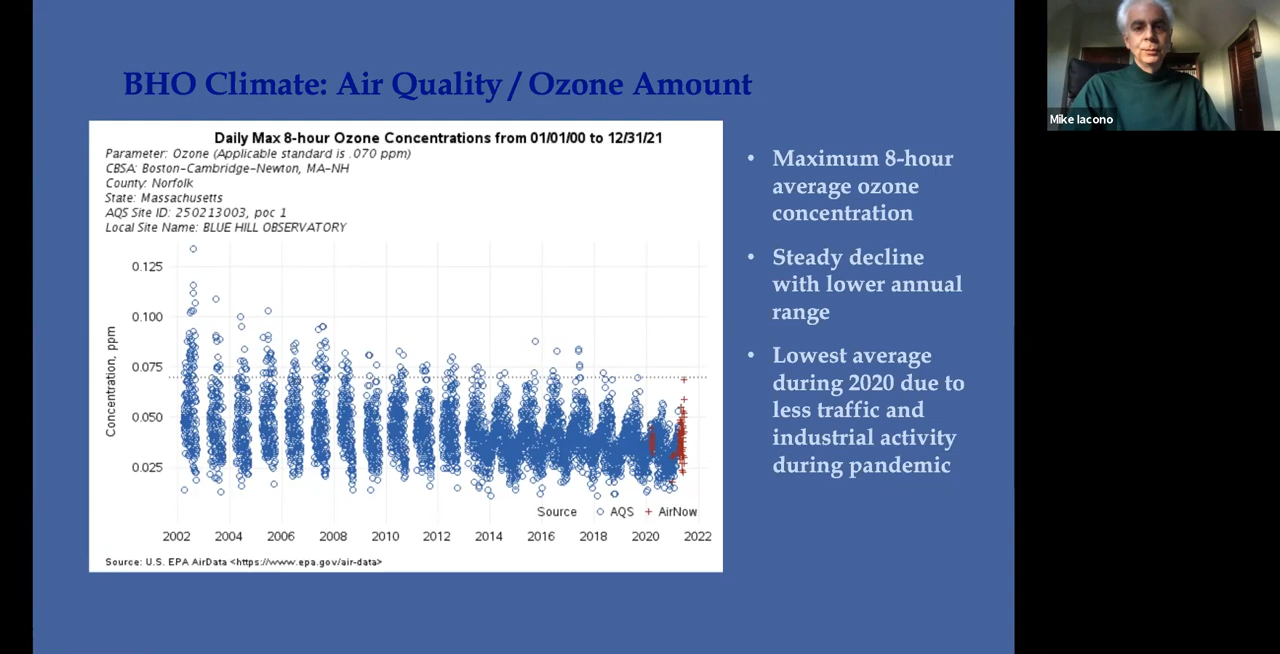 BHO Climate: Air Quality / Ozone Amount
Mike Iacono
Daily Max 8-hour Ozone Concentrations from 01/01/00 to 12/31/21
Parameter: Ozone (Applicable standard is .070 ppm)
CBSA: Boston-Cambridge-Newton, MA-NH
County: Norfolk
State: Massachusetts
AQS Site ID: 250213003, poc 1
Local Site Name: BLUE HILL OBSERVATORY
Concentration, ppm
0.125
0.100
0.075
0.050
0.025
Source AQS AirNow
2002 2004 2006 2008 2010 2012 2014 2016 2018 2020 2022
Source: U.S. EPA AirData <https://www.epa.gov/air-data>
• Maximum 8-hour
average ozone
concentration
• Steady decline
with lower annual
range
• Lowest average
during 2020 due to
less traffic and
industrial activity
during pandemic